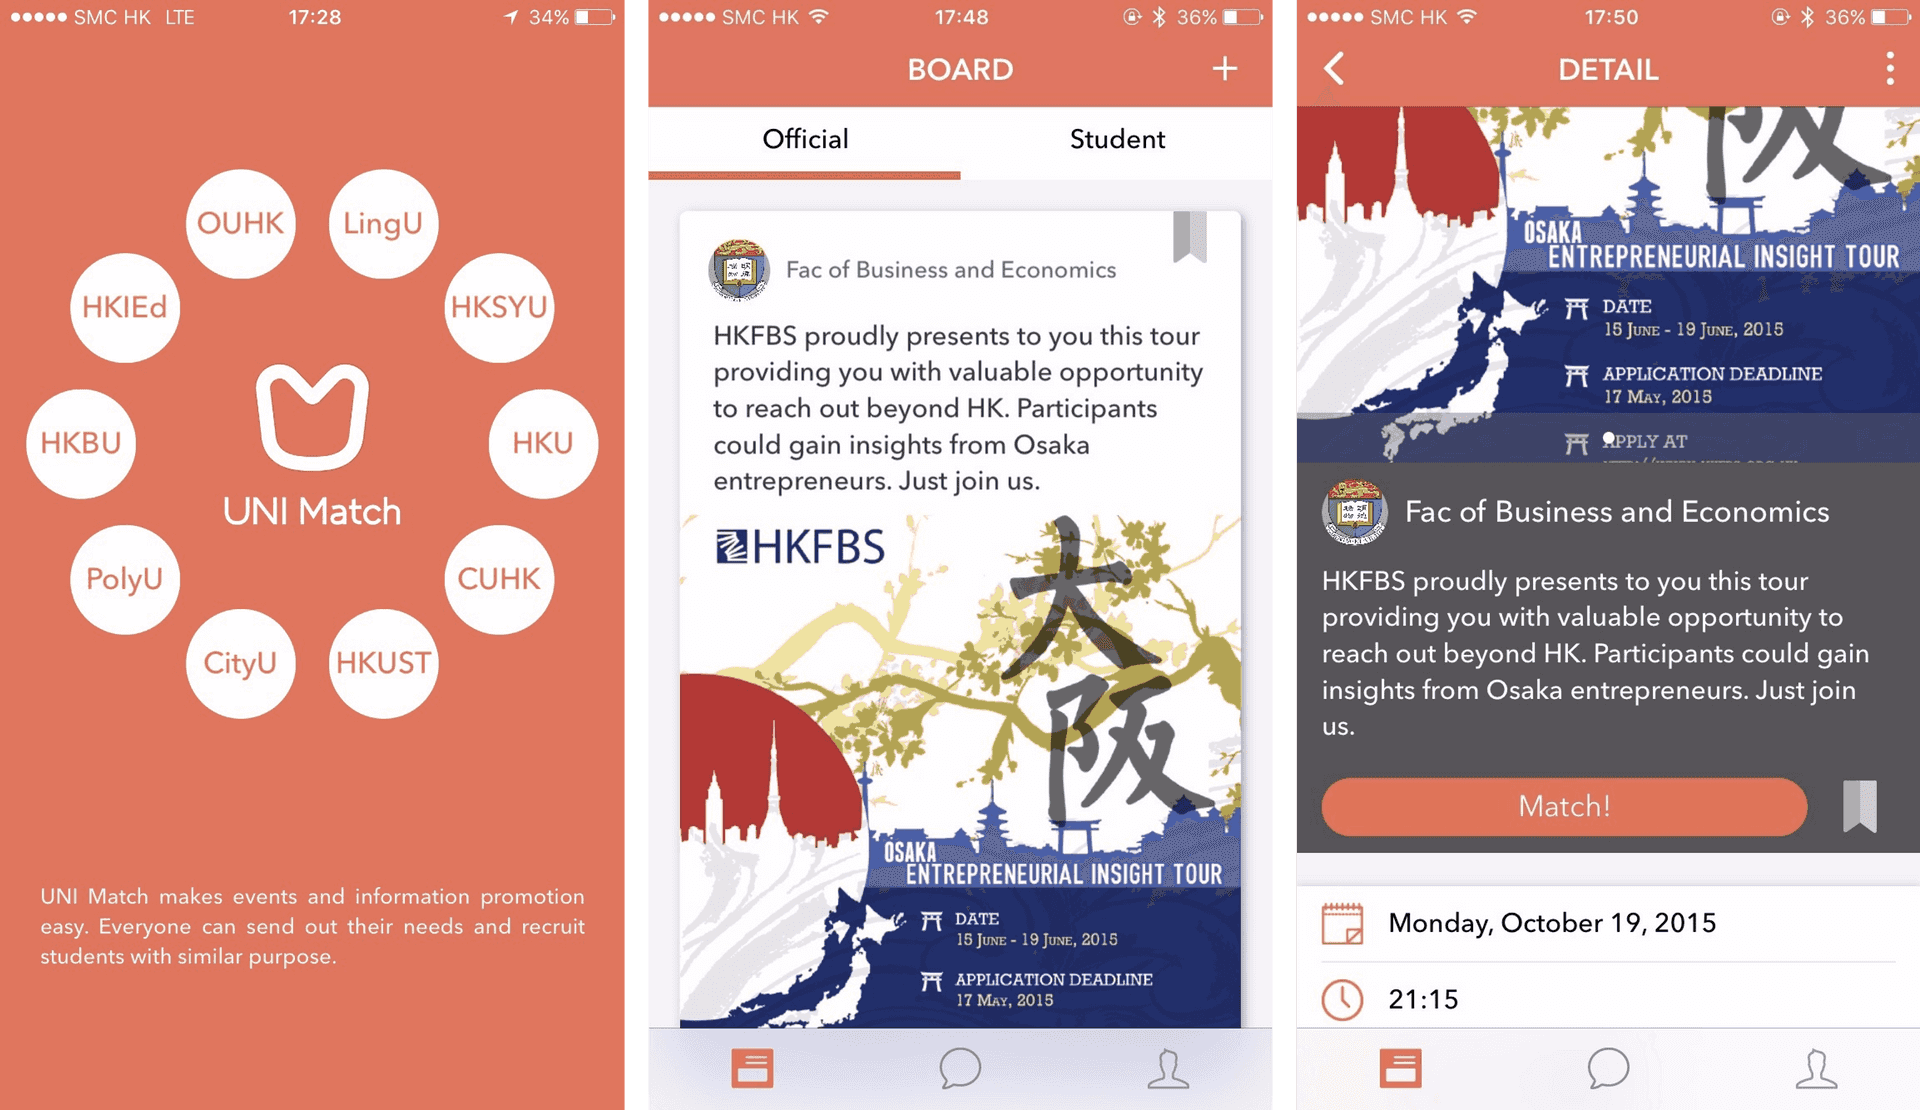 SMC HK LTE 17:28 34%
OUHK LingU
HKIEd HKSYU
HKBU HKU
UNI Match
PolyU CUHK
CityU HKUST
UNI Match makes events and information promotion
easy. Everyone can send out their needs and recruit
students with similar purpose.
SMC HK 17:48 36%
BOARD +
Official Student
Fac of Business and Economics
HKFBS proudly presents to you this tour
providing you with valuable opportunity
to reach out beyond HK. Participants
could gain insights from Osaka
entrepreneurs. Just join us.
HKFBS
大
阪
OSAKA
ENTREPRENEURIAL INSIGHT TOUR
DATE
15 JUNE - 19 JUNE, 2015
APPLICATION DEADLINE
17 MAY, 2015
SMC HK 17:50 36%
DETAIL
阪
OSAKA
ENTREPRENEURIAL INSIGHT TOUR
DATE
15 JUNE - 19 JUNE, 2015
APPLICATION DEADLINE
17 MAY, 2015
APPLY AT
Fac of Business and Economics
HKFBS proudly presents to you this tour
providing you with valuable opportunity to
reach out beyond HK. Participants could gain
insights from Osaka entrepreneurs. Just join
us.
Match!
Monday, October 19, 2015
21:15